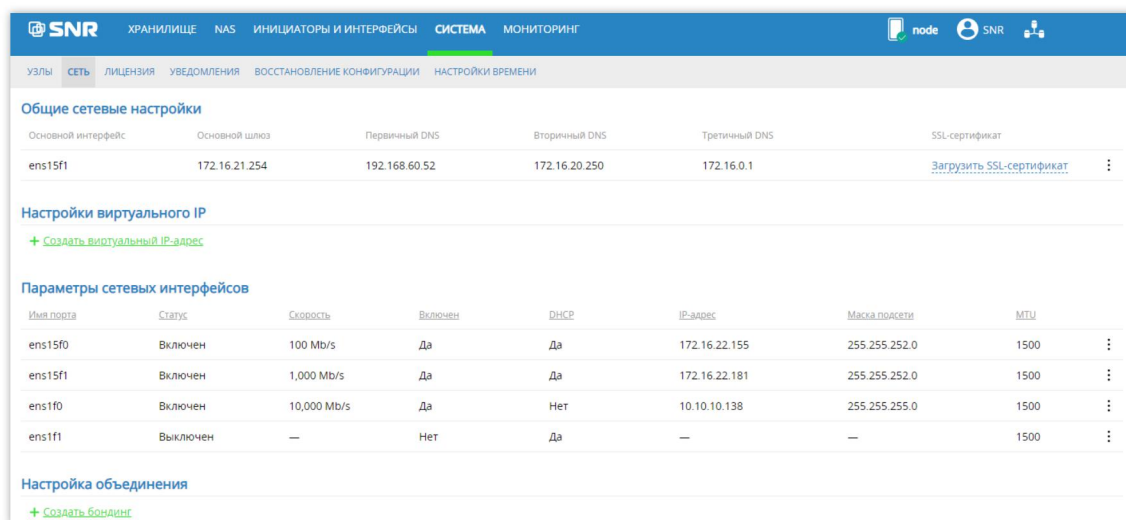 SNR ХРАНИЛИЩЕ NAS ИНИЦИАТОРЫ И ИНТЕРФЕЙСЫ СИСТЕМА МОНИТОРИНГ node SNR
УЗЛЫ СЕТЬ ЛИЦЕНЗИЯ УВЕДОМЛЕНИЯ ВОССТАНОВЛЕНИЕ КОНФИГУРАЦИИ НАСТРОЙКИ ВРЕМЕНИ
Общие сетевые настройки
Основной интерфейс Основной шлюз Первичный DNS Вторичный DNS Третичный DNS SSL-сертификат
ens15f1 172.16.21.254 192.168.60.52 172.16.20.250 172.16.0.1 Загрузить SSL-сертификат
Настройки виртуального IP
+ Создать виртуальный IP-адрес
Параметры сетевых интерфейсов
Имя порта Статус Скорость Включен DHCP IP-адрес Маска подсети MTU
ens15f0 Включен 100 Mb/s Да Да 172.16.22.155 255.255.252.0 1500
ens15f1 Включен 1,000 Mb/s Да Да 172.16.22.181 255.255.252.0 1500
ens1f0 Включен 10,000 Mb/s Да Нет 10.10.10.138 255.255.255.0 1500
ens1f1 Выключен — Нет Да — — 1500
Настройка объединения
+ Создать бондинг